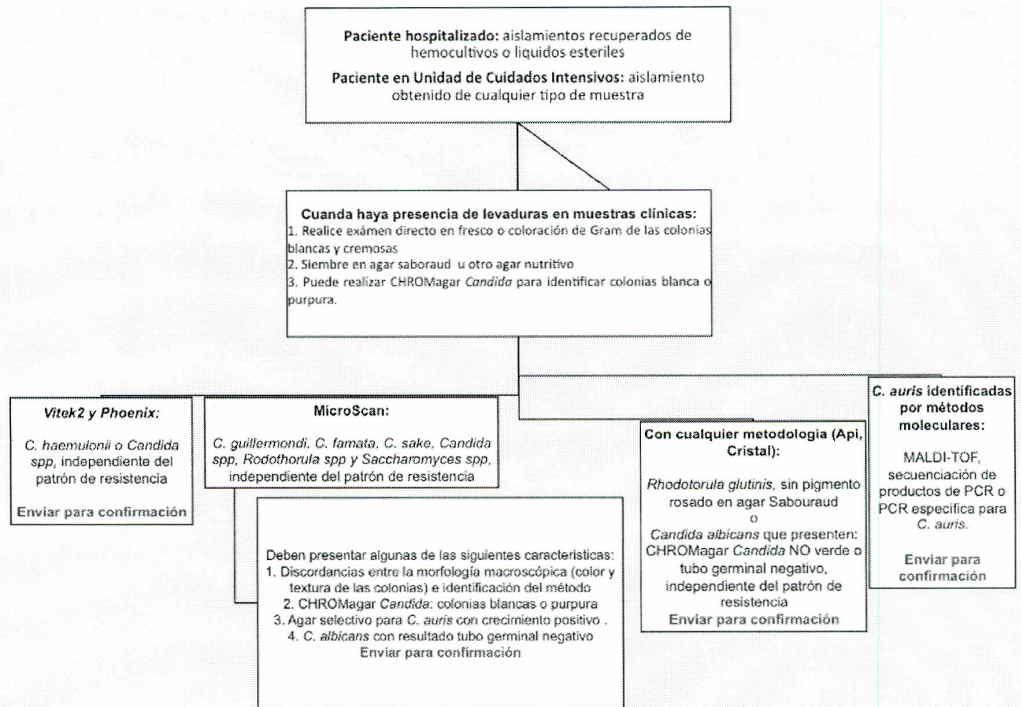 Paciente hospitalizado: aislamientos recuperados de
hemocultivos o liquidos esteriles
Paciente en Unidad de Cuidados Intensivos: aislamiento
obtenido de cualquier tipo de muestra
Cuanda haya presencia de levaduras en muestras clínicas:
1. Realice exámen directo en fresco o coloración de Gram de las colonias
blancas y cremosas
2. Siembre en agar saboraud u otro agar nutritivo
3. Puede realizar CHROMagar Candida para identificar colonias blanca o
purpura.
Vitek2 y Phoenix:
C. haemulonii o Candida
spp, independiente del
patrón de resistencia
Enviar para confirmación
MicroScan:
C. guillermondi, C. famata, C. sake, Candida
spp, Rodothorula spp y Saccharomyces spp,
independiente del patrón de resistencia
Deben presentar algunas de las siguientes características:
1. Discordancias entre la morfología macroscópica (color y
textura de las colonias) e identificación del método
2. CHROMagar Candida: colonias blancas o purpura
3. Agar selectivo para C. auris con crecimiento positivo .
4. C. albicans con resultado tubo germinal negativo
Enviar para confirmación
Con cualquier metodologia (Api,
Cristal):
Rhodotorula glutinis, sin pigmento
rosado en agar Sabouraud
o
Candida albicans que presenten:
CHROMagar Candida NO verde o
tubo germinal negativo,
independiente del patrón de
resistencia
Enviar para confirmación
C. auris identificadas
por métodos
moleculares:
MALDI-TOF,
secuenciación de
productos de PCR o
PCR especifica para
C. auris.
Enviar para
confirmación